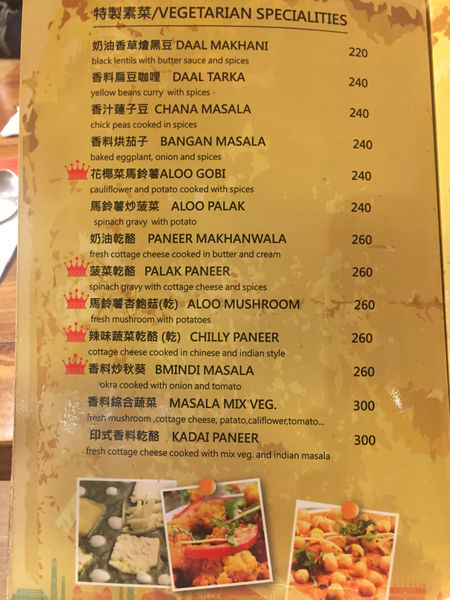 特製素菜/VEGETARIAN SPECIALITIES
奶油香草燴黑豆 DAAL MAKHANI 220
black lentils with butter sauce and spices
香料扁豆咖哩 DAAL TARKA 240
yellow beans curry with spices ·
香汁蓮子豆 CHANA MASALA 240
chick peas cooked in spices
香料烘茄子 BANGAN MASALA 240
baked eggplant, onion and spices
花椰菜馬鈴薯ALOO GOBI 240
cauliflower and potato cooked with spices
馬鈴薯炒菠菜 ALOO PALAK 240
spinach gravy with potato
奶油乾酪 PANEER MAKHANWALA 260
fresh cottage cheese cooked in butter and cream
菠菜乾酪 PALAK PANEER 260
spinach gravy with cottage cheese and spices
馬鈴薯杏鮑菇(乾) ALOO MUSHROOM 260
fresh mushroom with potatoes
辣味蔬菜乾酪 (乾) CHILLY PANEER 260
cottage cheese cooked in chinese and indian style
香料炒秋葵 BMINDI MASALA 260
okra cooked with onion and tomato
香料綜合蔬菜 MASALA MIX VEG. 300
fresh mushroom ,cottage cheese, patato,califlower,tomato...
印式香料乾酪 KADAI PANEER 300
fresh cottage cheese cooked with mix veg. and indian masala